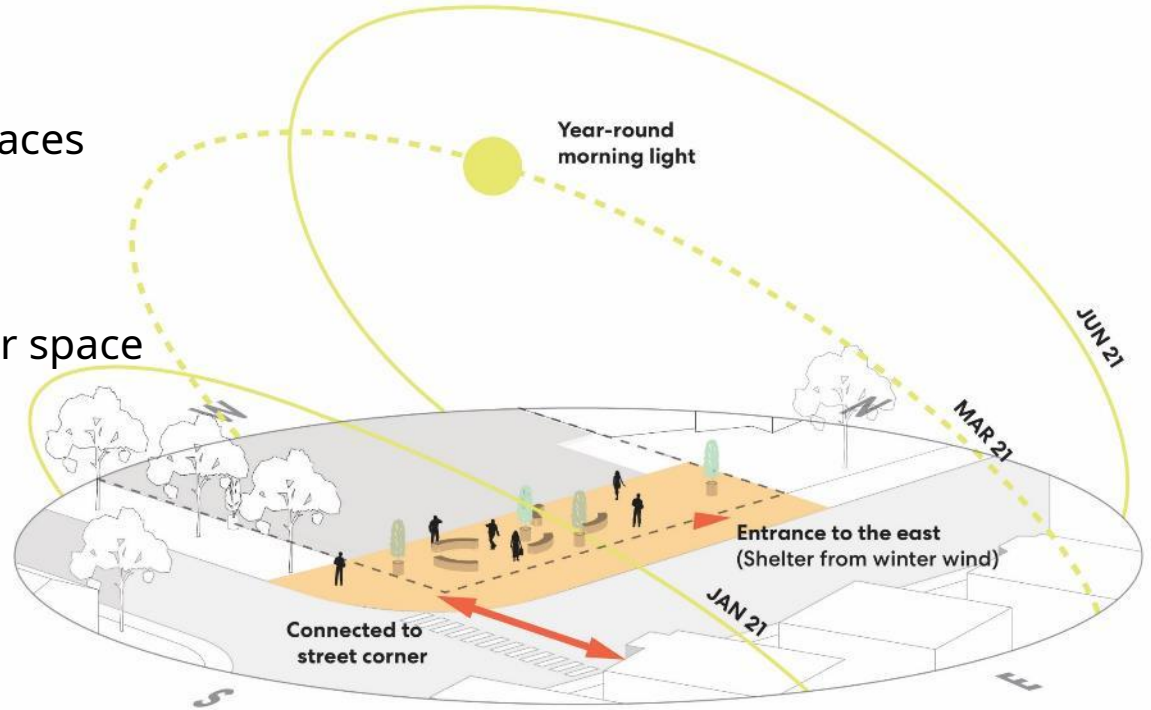 aces
r space
Year-round
morning light
JUN 21
MAR 21
JAN 21
W
N
S
E
Entrance to the east
(Shelter from winter wind)
Connected to
street corner